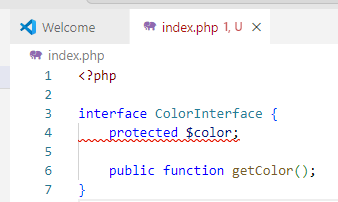 Welcome
index.php 1, U
index.php
1 <?php
2
3 interface ColorInterface {
4     protected $color;
5
6     public function getColor();
7 }